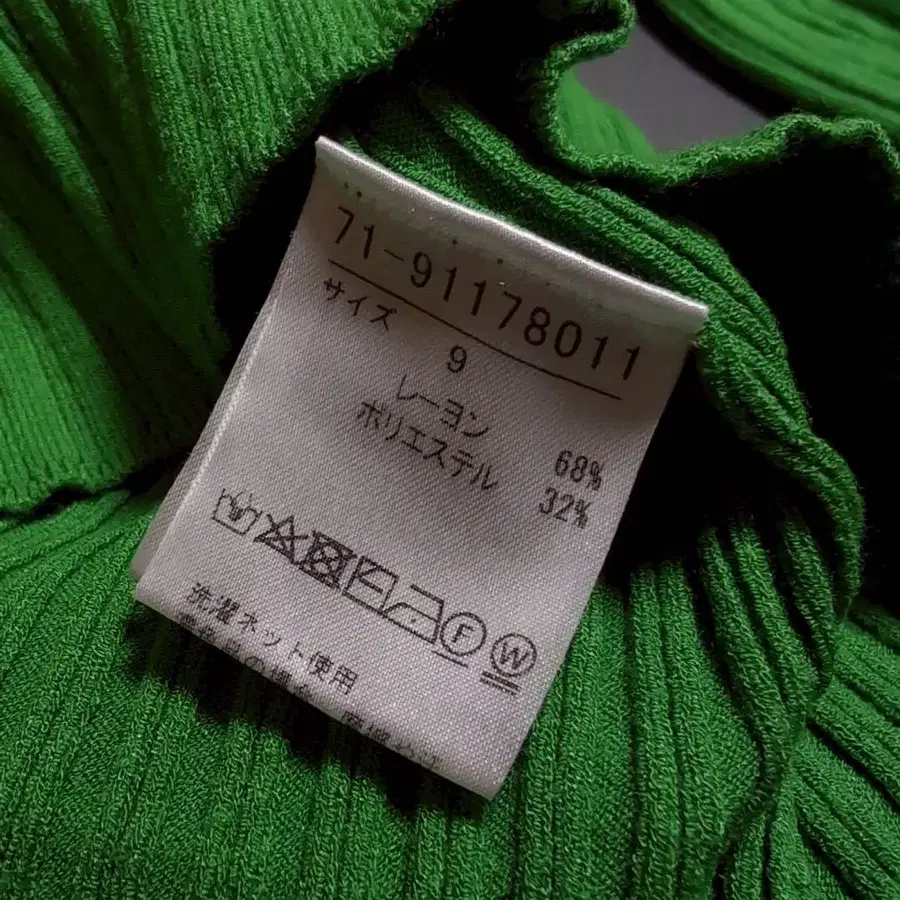 71-91178011
サイズ
9
レーヨン 68%
ポリエステル 32%
F W
洗濯ネット使用